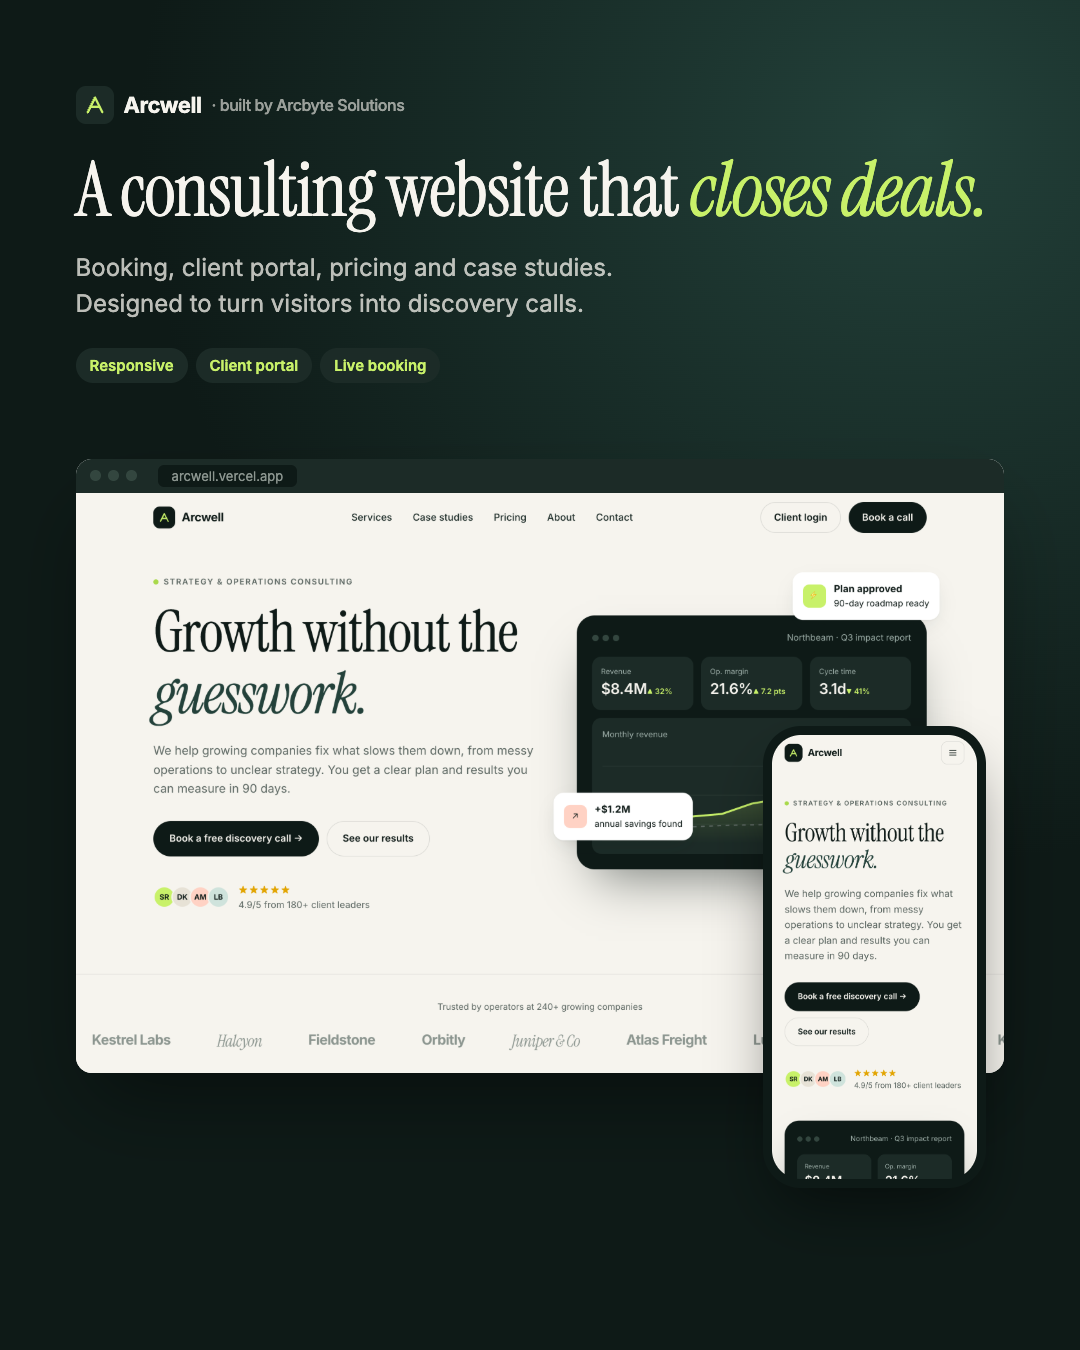 Arcwell · built by Arcbyte Solutions
A consulting website that closes deals.
Booking, client portal, pricing and case studies.
Designed to turn visitors into discovery calls.
Responsive
Client portal
Live booking
arcwell.vercel.app
Arcwell
Services
Case studies
Pricing
About
Contact
Client login
Book a call
STRATEGY & OPERATIONS CONSULTING
Growth without the
guesswork.
We help growing companies fix what slows them down, from messy
operations to unclear strategy. You get a clear plan and results you
can measure in 90 days.
Book a free discovery call →
See our results
SR DK AM LB
★★★★★
4.9/5 from 180+ client leaders
Plan approved
90-day roadmap ready
Northbeam · Q3 impact report
Revenue
$8.4M ▲ 32%
Op. margin
21.6% ▲ 7.2 pts
Cycle time
3.1d ▼ 41%
Monthly revenue
+$1.2M
annual savings found
Trusted by operators at 240+ growing companies
Kestrel Labs
Halcyon
Fieldstone
Orbitly
Juniper & Co
Atlas Freight
Arcwell
STRATEGY & OPERATIONS CONSULTING
Growth without the
guesswork.
We help growing companies fix what
slows them down, from messy
operations to unclear strategy. You get
a clear plan and results you can
measure in 90 days.
Book a free discovery call →
See our results
SR DK AM LB
★★★★★
4.9/5 from 180+ client leaders
Northbeam · Q3 impact report
Revenue
Op. margin